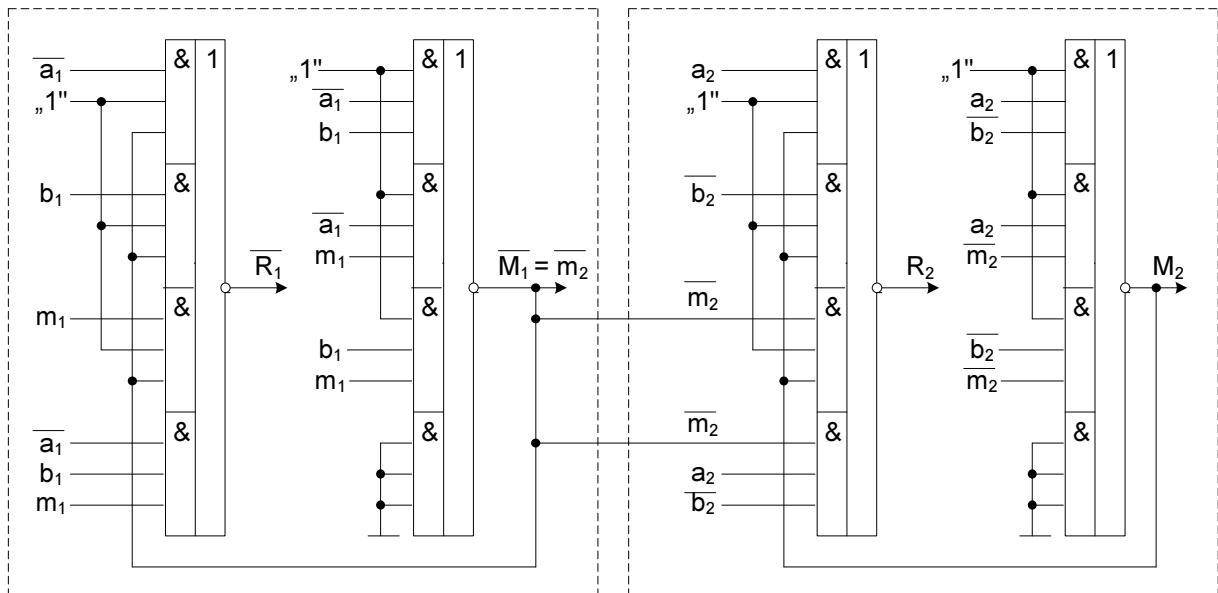 & 1 & 1 & 1 & 1
a̅₁ „1" a₂ „1"
„1" a̅₁ „1" a₂
b₁ b̅₂
& & & &
b₁ b̅₂
a̅₁ a₂
m₁ m̅₂
R̅₁ M̅₁ = m̅₂ R₂ M₂
& & m̅₂ & &
m₁
b₁ b̅₂
m₁ m̅₂
& & m̅₂ & &
a̅₁
b₁ a₂
m₁ b̅₂